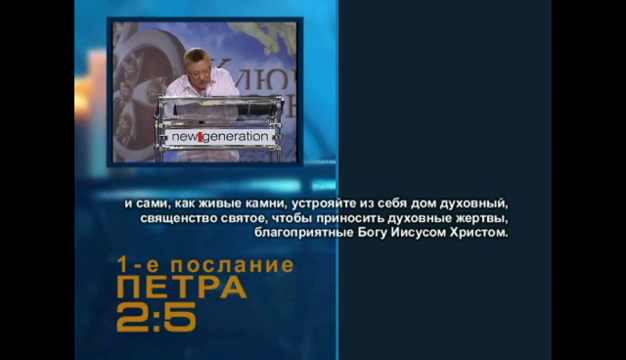 КЛЮЧ
new generation
и сами, как живые камни, устрояйте из себя дом духовный,
священство святое, чтобы приносить духовные жертвы,
благоприятные Богу Иисусом Христом.
1-е послание
ПЕТРА
2:5